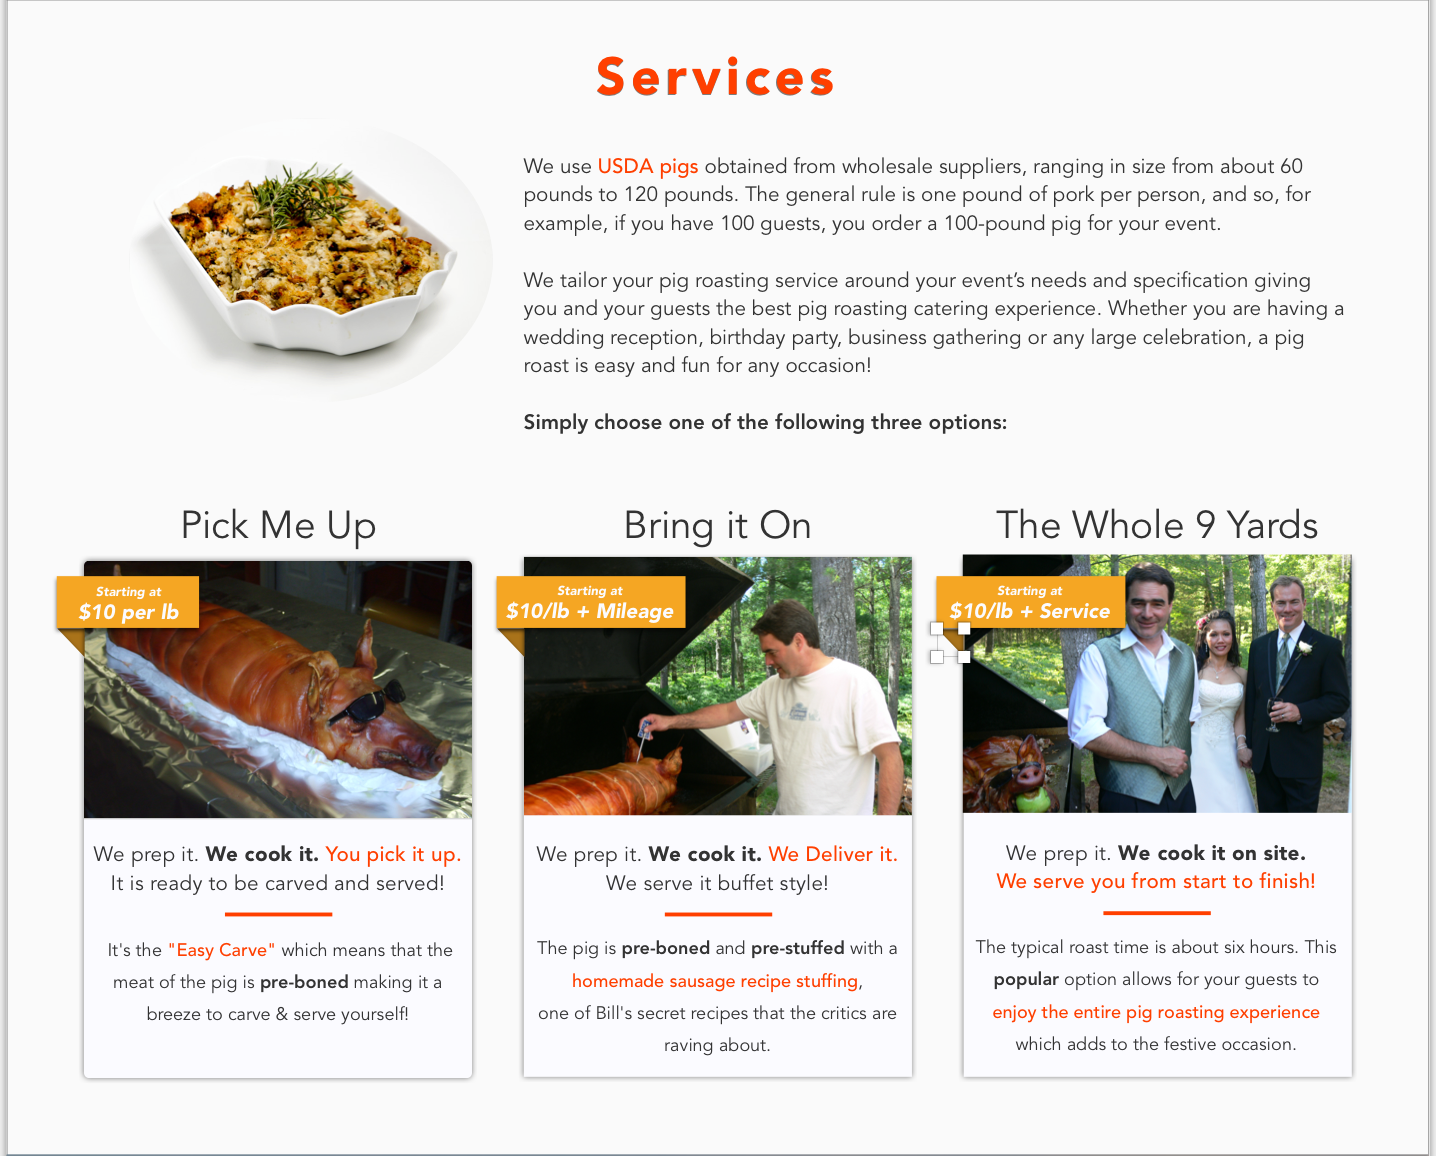 Services
We use USDA pigs obtained from wholesale suppliers, ranging in size from about 60
pounds to 120 pounds. The general rule is one pound of pork per person, and so, for
example, if you have 100 guests, you order a 100-pound pig for your event.
We tailor your pig roasting service around your event’s needs and specification giving
you and your guests the best pig roasting catering experience. Whether you are having a
wedding reception, birthday party, business gathering or any large celebration, a pig
roast is easy and fun for any occasion!
Simply choose one of the following three options:
Pick Me Up
Starting at
$10 per lb
We prep it. We cook it. You pick it up.
It is ready to be carved and served!
It's the "Easy Carve" which means that the
meat of the pig is pre-boned making it a
breeze to carve & serve yourself!
Bring it On
Starting at
$10/lb + Mileage
We prep it. We cook it. We Deliver it.
We serve it buffet style!
The pig is pre-boned and pre-stuffed with a
homemade sausage recipe stuffing,
one of Bill's secret recipes that the critics are
raving about.
The Whole 9 Yards
Starting at
$10/lb + Service
We prep it. We cook it on site.
We serve you from start to finish!
The typical roast time is about six hours. This
popular option allows for your guests to
enjoy the entire pig roasting experience
which adds to the festive occasion.